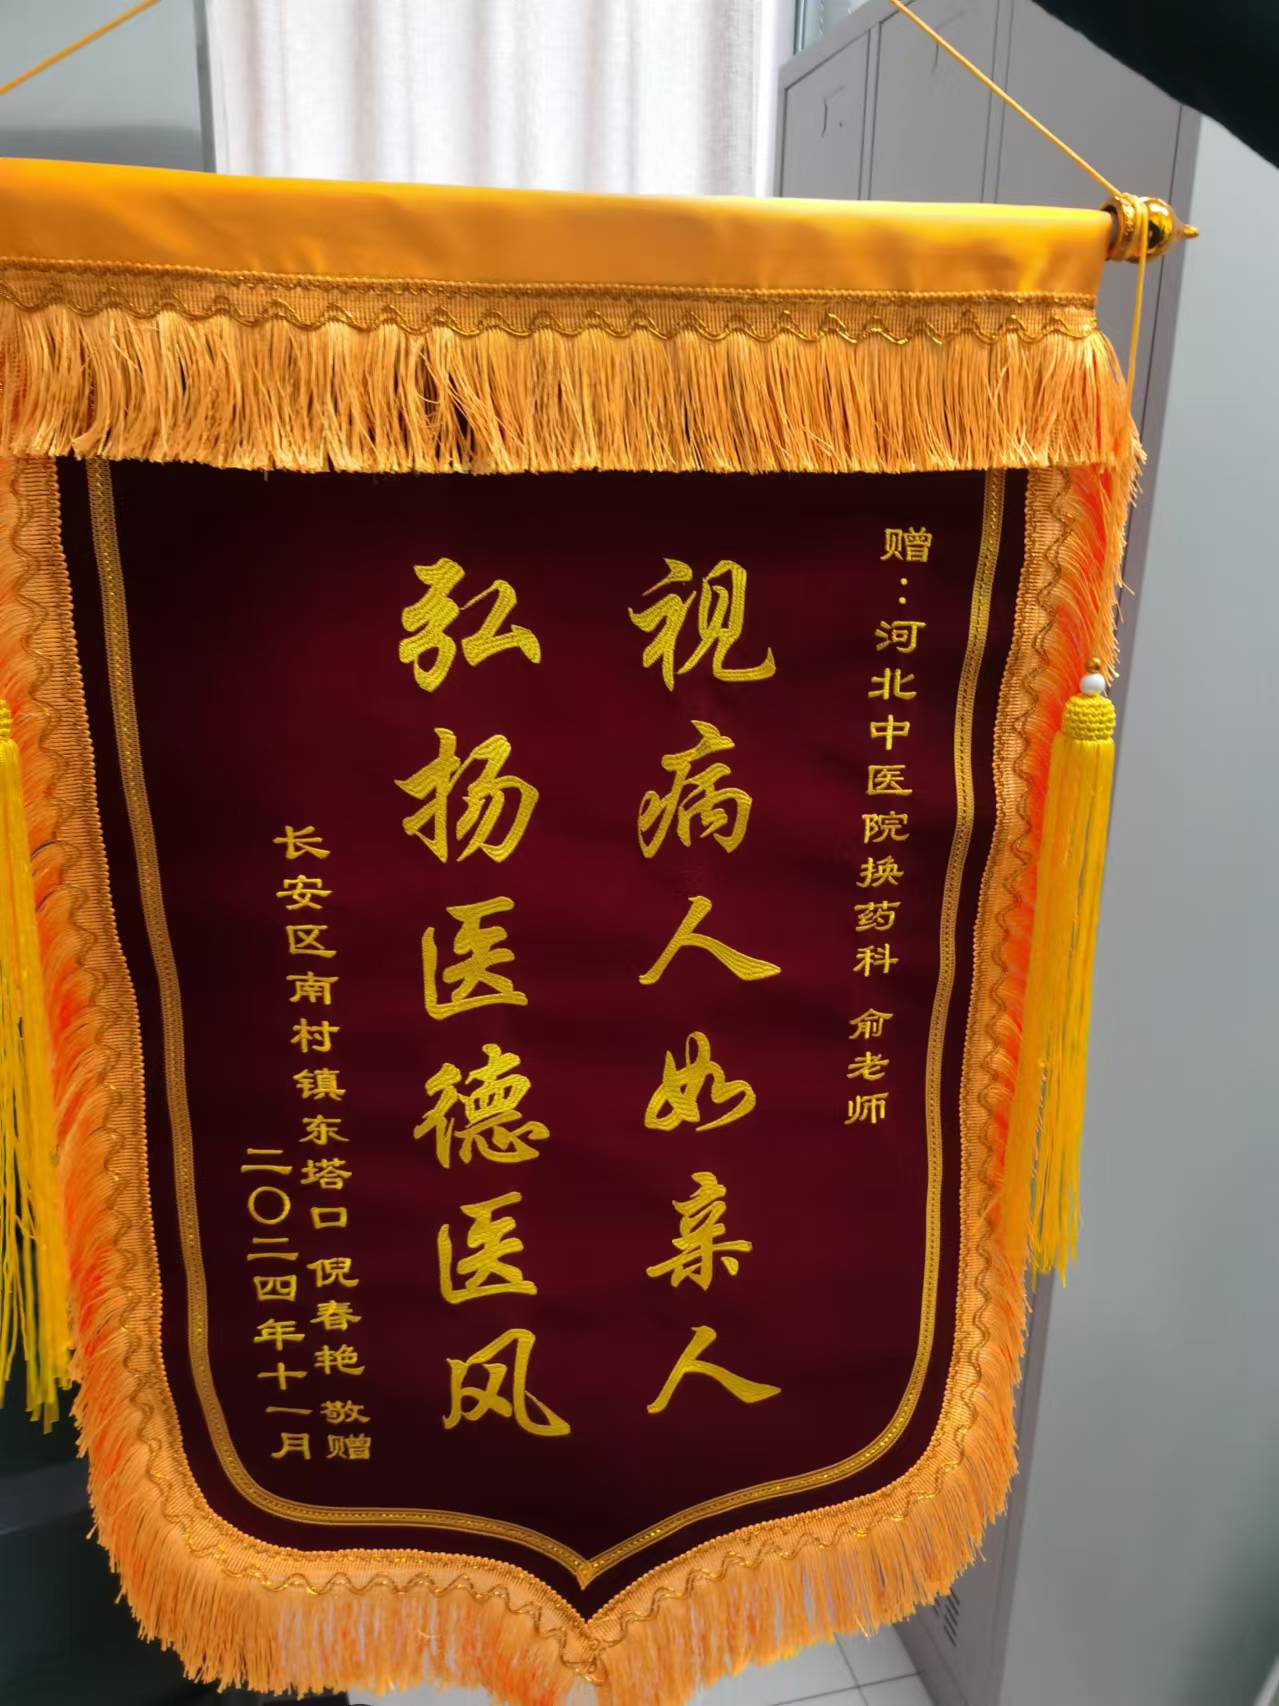 赠：河北中医院换药科 俞老师
视病人如亲人
弘扬医德医风
长安区南村镇东塔口 倪春艳 敬赠
二〇二四年十一月